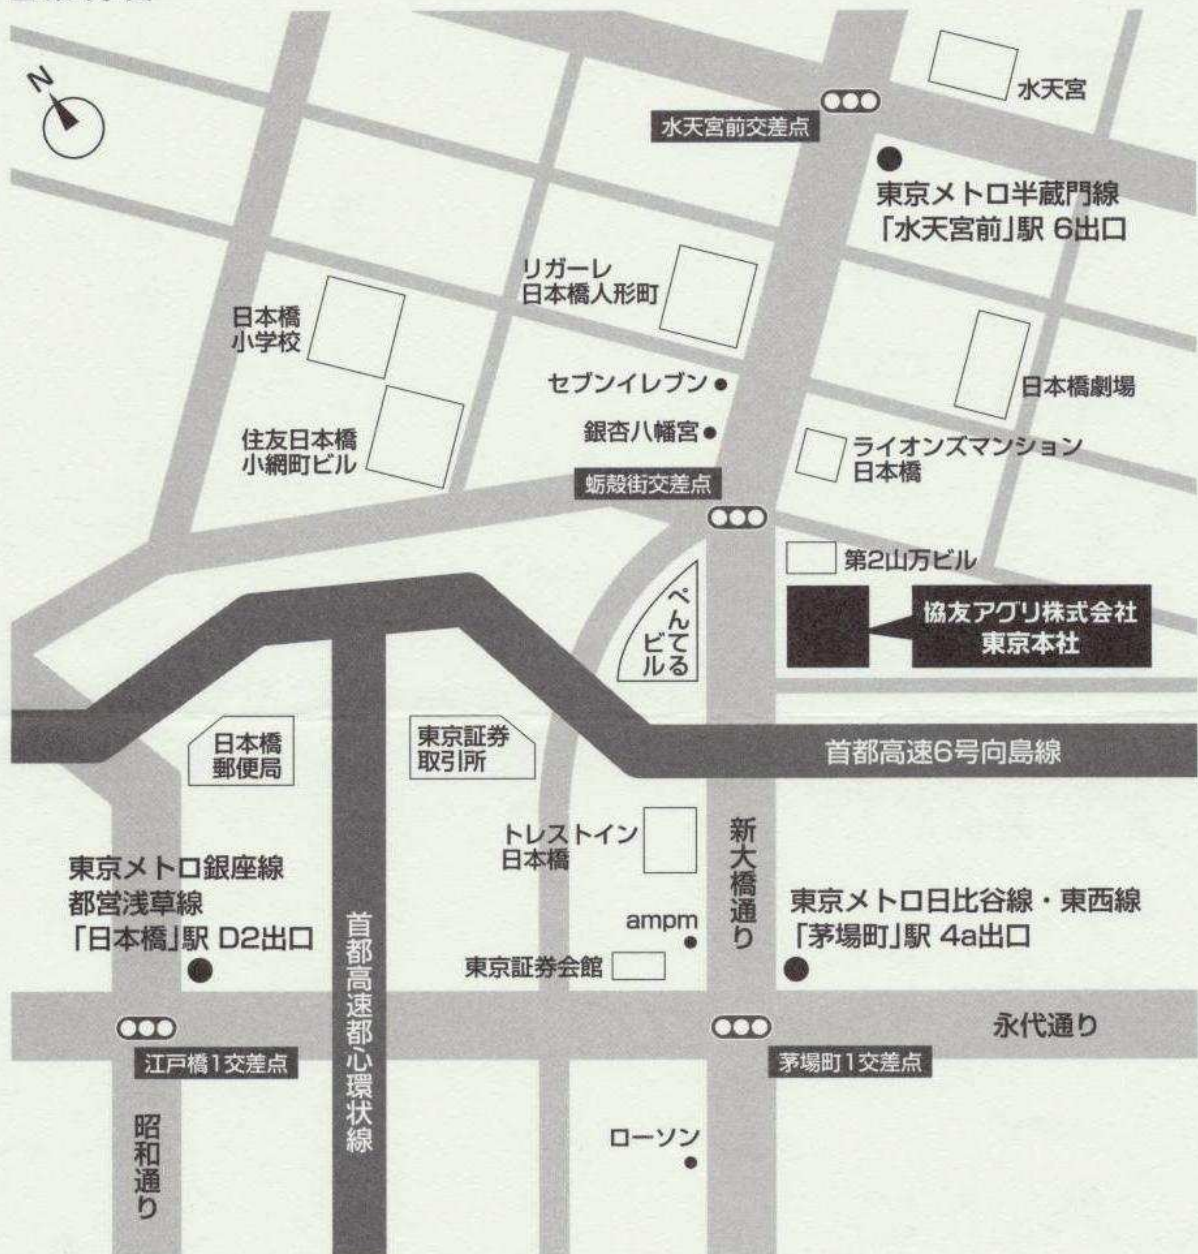 N
水天宮
水天宮前交差点
東京メトロ半蔵門線
「水天宮前」駅 6出口
リガーレ
日本橋人形町
日本橋
小学校
日本橋劇場
セブンイレブン
銀杏八幡宮
住友日本橋
小網町ビル
ライオンズマンション
日本橋
蛎殻街交差点
第2山万ビル
ぺんてる
ビル
協友アグリ株式会社
東京本社
日本橋
郵便局
東京証券
取引所
首都高速6号向島線
トレストイン
日本橋
新大橋通り
東京メトロ銀座線
都営浅草線
「日本橋」駅 D2出口
首都高速都心環状線
ampm
東京証券会館
東京メトロ日比谷線・東西線
「茅場町」駅 4a出口
永代通り
江戸橋1交差点
茅場町1交差点
昭和通り
ローソン